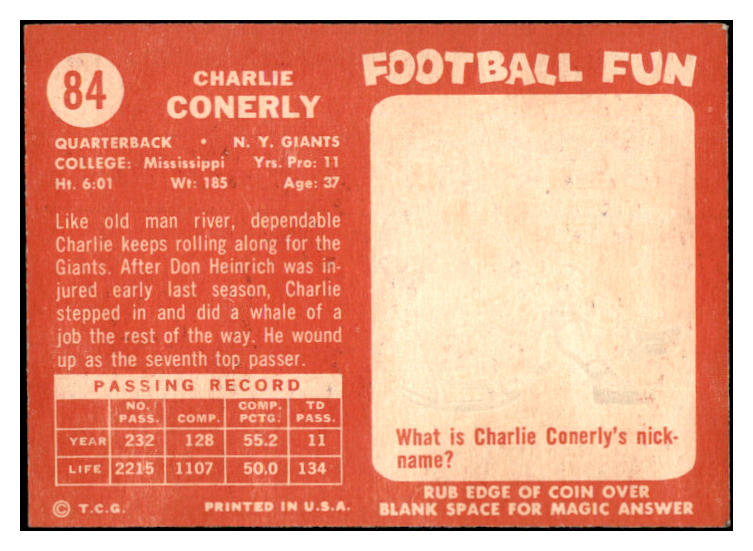 84
CHARLIE
CONERLY
QUARTERBACK • N. Y. GIANTS
COLLEGE: Mississippi Yrs. Pro: 11
Ht. 6:01 Wt: 185 Age: 37
Like old man river, dependable
Charlie keeps rolling along for the
Giants. After Don Heinrich was in-
jured early last season, Charlie
stepped in and did a whale of a
job the rest of the way. He wound
up as the seventh top passer.
PASSING RECORD
NO. PASS. COMP. COMP. PCTG. TD PASS.
YEAR 232 128 55.2 11
LIFE 2215 1107 50.0 134
© T.C.G. PRINTED IN U.S.A.
FOOTBALL FUN
What is Charlie Conerly's nick-
name?
RUB EDGE OF COIN OVER
BLANK SPACE FOR MAGIC ANSWER